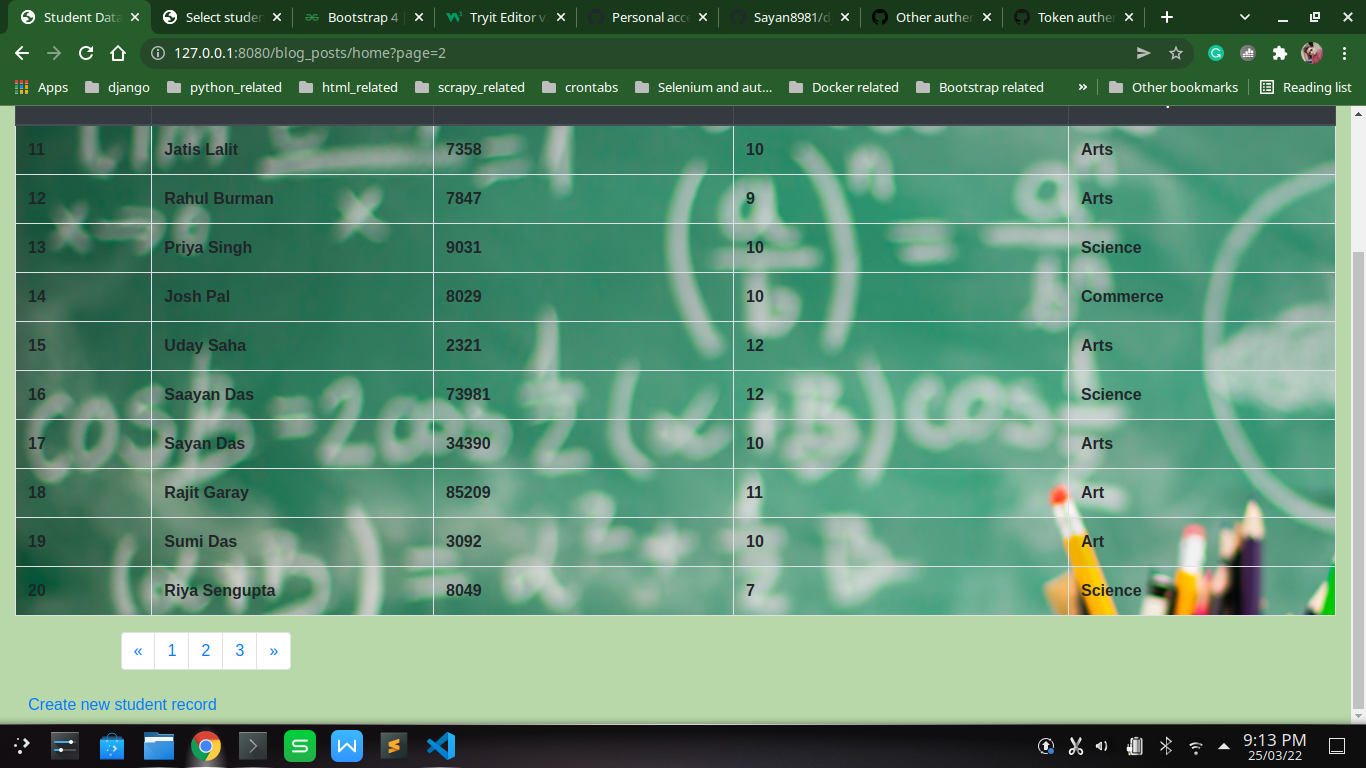 Student Data
Select studen
Bootstrap 4 |
Tryit Editor v
Personal acce
Sayan8981/d
Other authen
Token authen
127.0.0.1:8080/blog_posts/home?page=2
Apps django python_related html_related scrapy_related crontabs Selenium and aut... Docker related Bootstrap related » Other bookmarks Reading list
11 Jatis Lalit 7358 10 Arts
12 Rahul Burman 7847 9 Arts
13 Priya Singh 9031 10 Science
14 Josh Pal 8029 10 Commerce
15 Uday Saha 2321 12 Arts
16 Saayan Das 73981 12 Science
17 Sayan Das 34390 10 Arts
18 Rajit Garay 85209 11 Art
19 Sumi Das 3092 10 Art
20 Riya Sengupta 8049 7 Science
« 1 2 3 »
Create new student record
9:13 PM
25/03/22